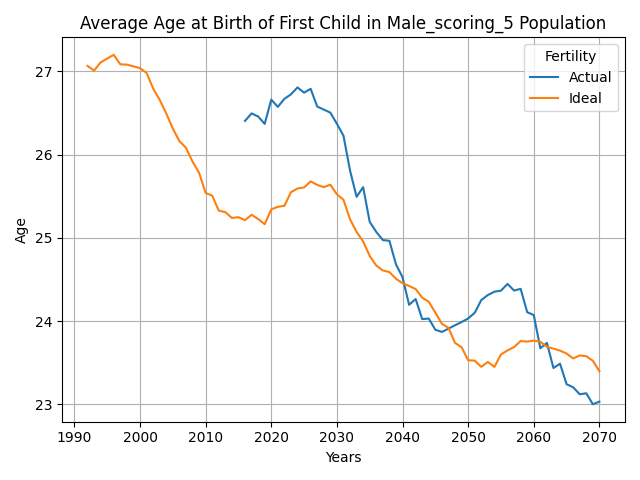 Average Age at Birth of First Child in Male_scoring_5 Population
Fertility
Actual
Ideal
Age
27
26
25
24
23
1990 2000 2010 2020 2030 2040 2050 2060 2070
Years